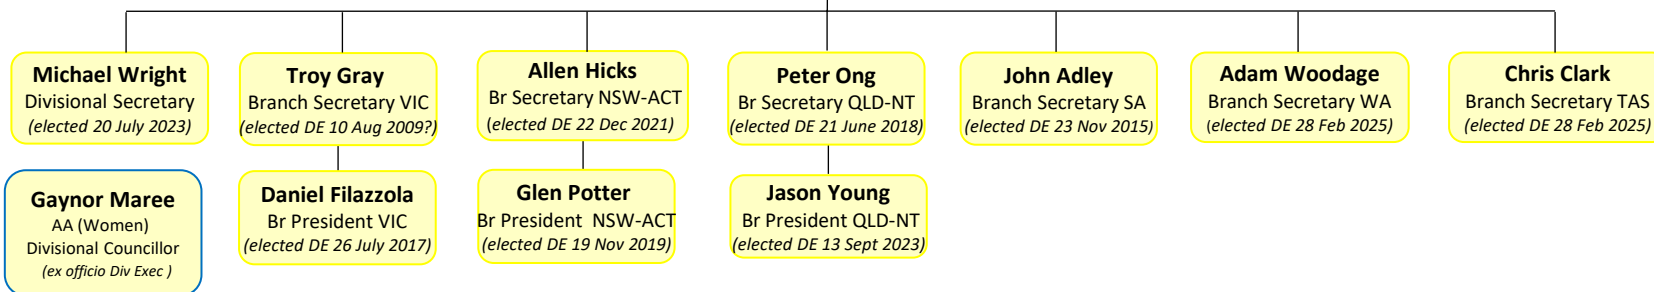 Michael Wright
Divisional Secretary
(elected 20 July 2023)
Troy Gray
Branch Secretary VIC
(elected DE 10 Aug 2009?)
Allen Hicks
Br Secretary NSW-ACT
(elected DE 22 Dec 2021)
Peter Ong
Br Secretary QLD-NT
(elected DE 21 June 2018)
John Adley
Branch Secretary SA
(elected DE 23 Nov 2015)
Adam Woodage
Branch Secretary WA
(elected DE 28 Feb 2025)
Chris Clark
Branch Secretary TAS
(elected DE 28 Feb 2025)
Gaynor Maree
AA (Women)
Divisional Councillor
(ex officio Div Exec )
Daniel Filazzola
Br President VIC
(elected DE 26 July 2017)
Glen Potter
Br President  NSW-ACT
(elected DE 19 Nov 2019)
Jason Young
Br President QLD-NT
(elected DE 13 Sept 2023)